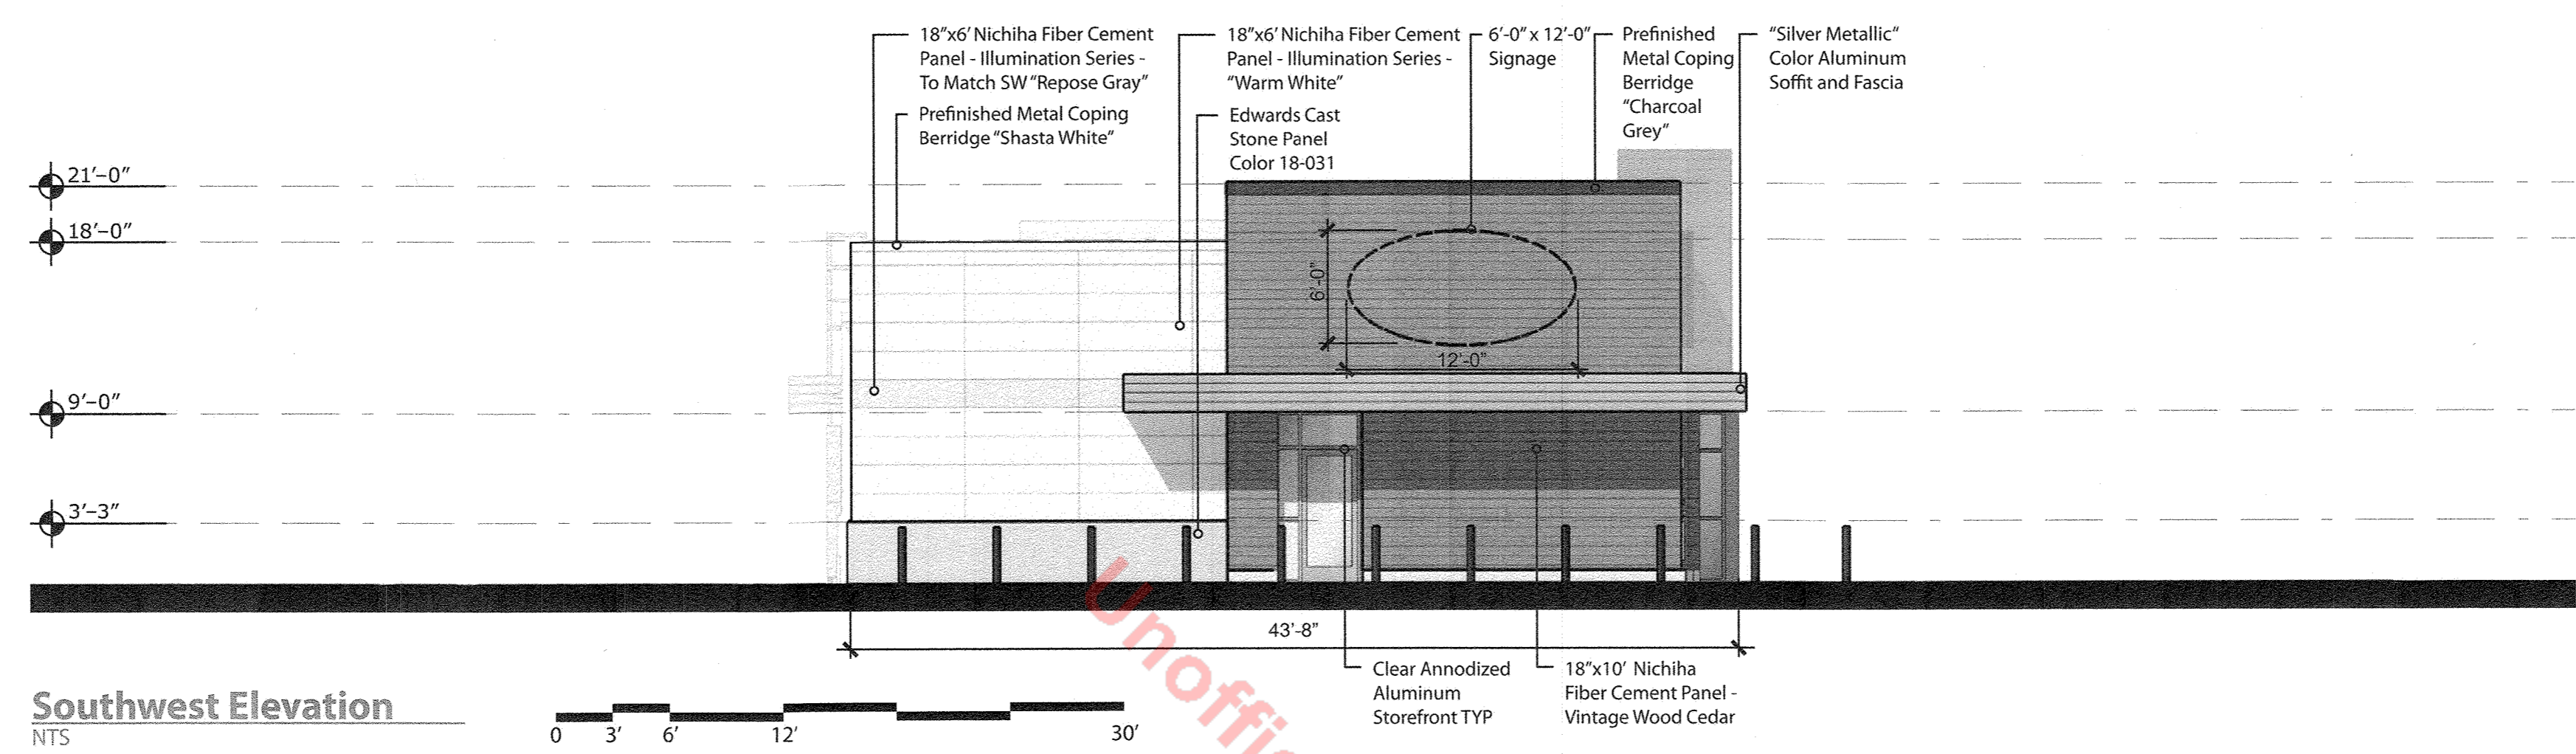 18"x6' Nichiha Fiber Cement
Panel - Illumination Series -
To Match SW "Repose Gray"
Prefinished Metal Coping
Berridge "Shasta White"
18"x6' Nichiha Fiber Cement
Panel - Illumination Series -
"Warm White"
Edwards Cast
Stone Panel
Color 18-031
6'-0" x 12'-0"
Signage
Prefinished
Metal Coping
Berridge
"Charcoal
Grey"
"Silver Metallic"
Color Aluminum
Soffit and Fascia
21'-0"
18'-0"
9'-0"
3'-3"
6'-0"
12'-0"
43'-8"
Clear Annodized
Aluminum
Storefront TYP
18"x10' Nichiha
Fiber Cement Panel -
Vintage Wood Cedar
Southwest Elevation
NTS
0 3' 6' 12' 30'
Unoffi